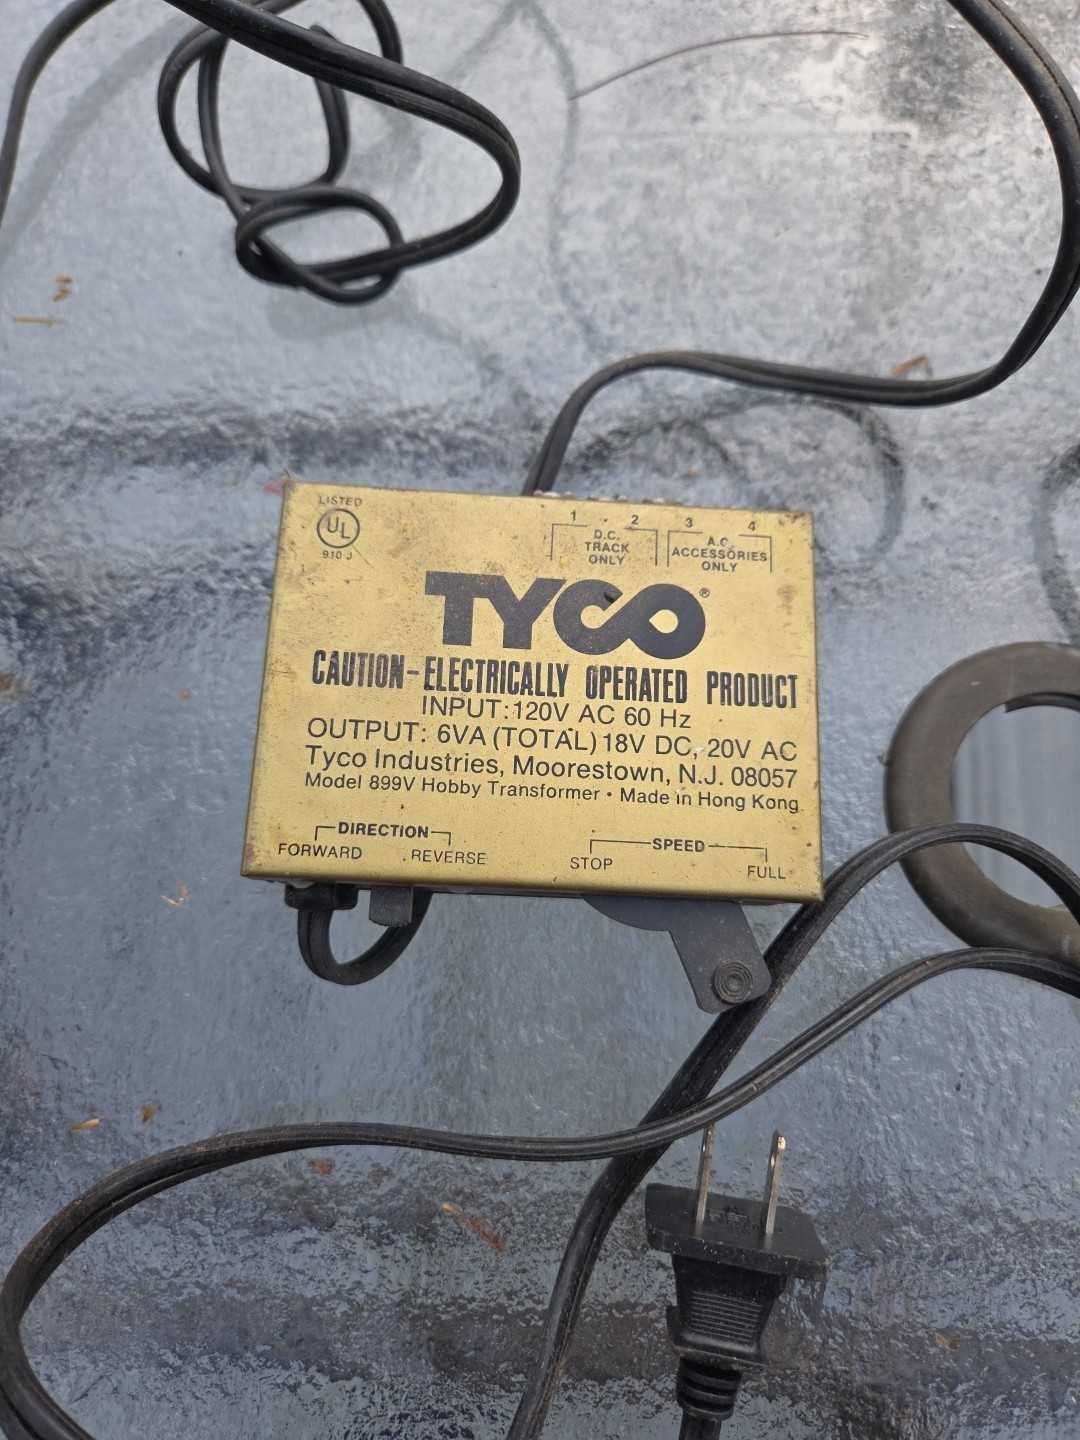 LISTED
UL
910 J
1 2 3 4
D.C.
TRACK
ONLY
A.C.
ACCESSORIES
ONLY
TYCO®
CAUTION-ELECTRICALLY OPERATED PRODUCT
INPUT: 120V AC 60 Hz
OUTPUT: 6VA (TOTAL) 18V DC, 20V AC
Tyco Industries, Moorestown, N.J. 08057
Model 899V Hobby Transformer • Made in Hong Kong
DIRECTION
FORWARD REVERSE
SPEED
STOP FULL